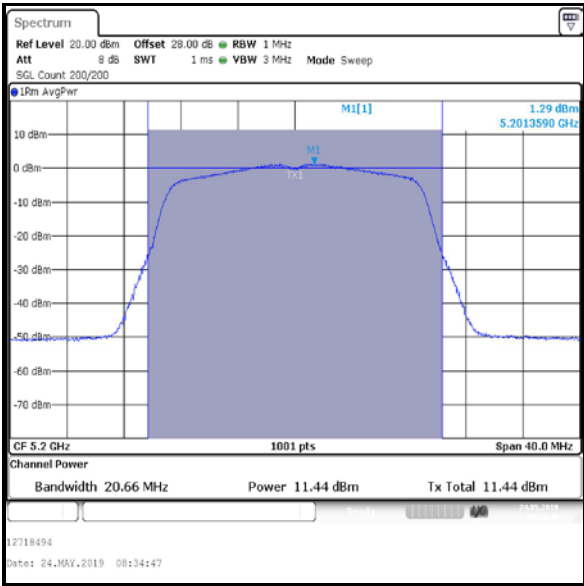 Spectrum
Ref Level 20.00 dBm Offset 28.00 dB RBW 1 MHz
Att 8 dB SWT 1 ms VBW 3 MHz Mode Sweep
SGL Count 200/200
1Rm AvgPwr
M1[1] 1.29 dBm
5.2013590 GHz
10 dBm
M1
0 dBm
TX1
-10 dBm
-20 dBm
-30 dBm
-40 dBm
-50 dBm
-60 dBm
-70 dBm
CF 5.2 GHz 1001 pts Span 40.0 MHz
Channel Power
Bandwidth 20.66 MHz Power 11.44 dBm Tx Total 11.44 dBm
Ready 24.05.2019
12718494
Date: 24.MAY.2019 08:34:47